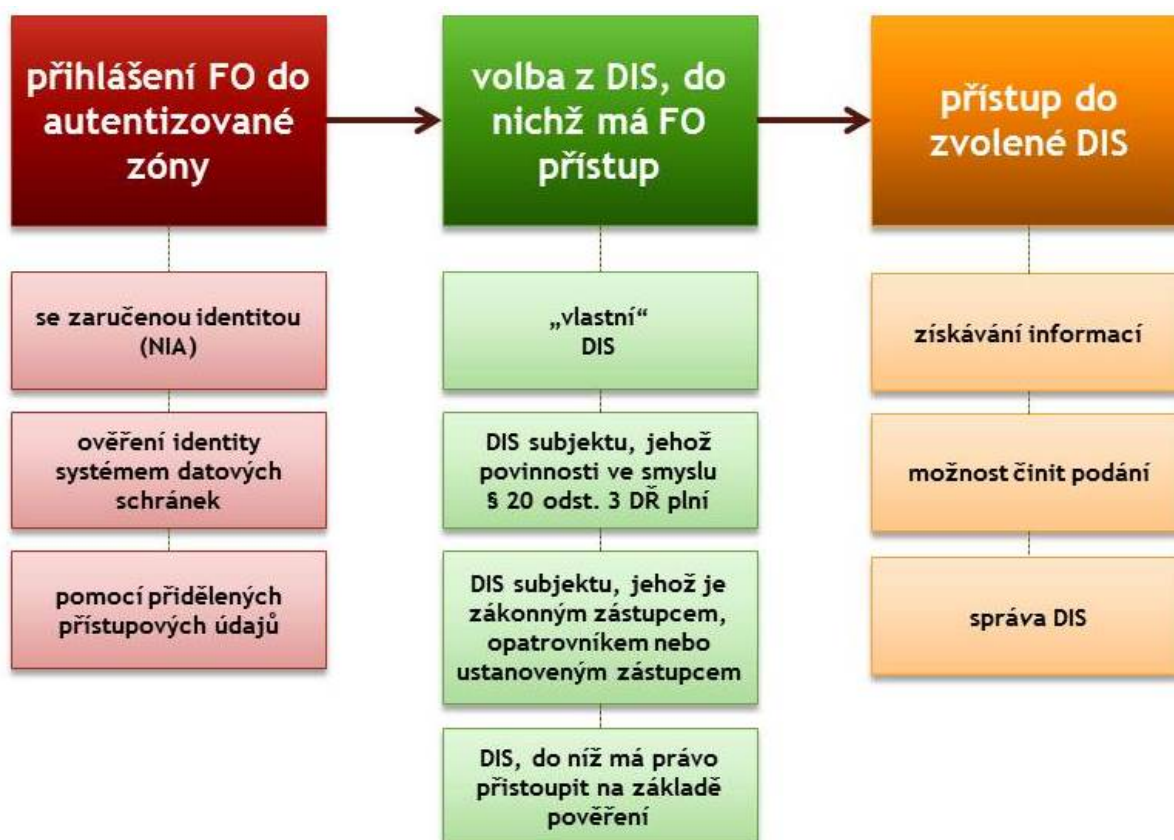 přihlášení FO do
autentizované
zóny
volba z DIS, do
nichž má FO
přístup
přístup do
zvolené DIS
se zaručenou identitou
(NIA)
ověření identity
systémem datových
schránek
pomocí přidělených
přístupových údajů
„vlastní“
DIS
DIS subjektu, jehož
povinnosti ve smyslu
§ 20 odst. 3 DŘ plní
DIS subjektu, jehož je
zákonným zástupcem,
opatrovníkem nebo
ustanoveným zástupcem
DIS, do níž má právo
přistoupit na základě
pověření
získávání informací
možnost činit podání
správa DIS